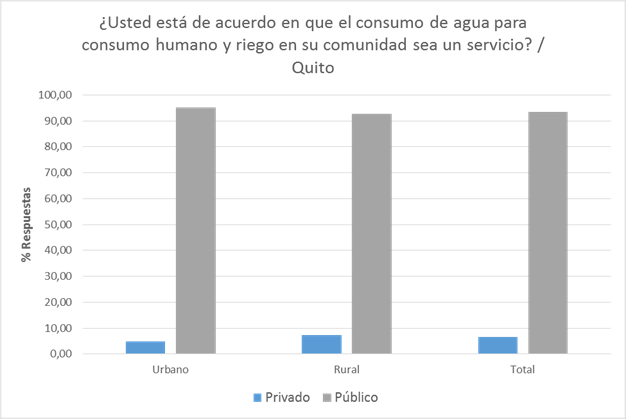 ¿Usted está de acuerdo en que el consumo de agua para
consumo humano y riego en su comunidad sea un servicio? /
Quito
100,00
90,00
80,00
70,00
60,00
50,00
40,00
30,00
20,00
10,00
0,00
% Respuestas
Urbano Rural Total
Privado Público